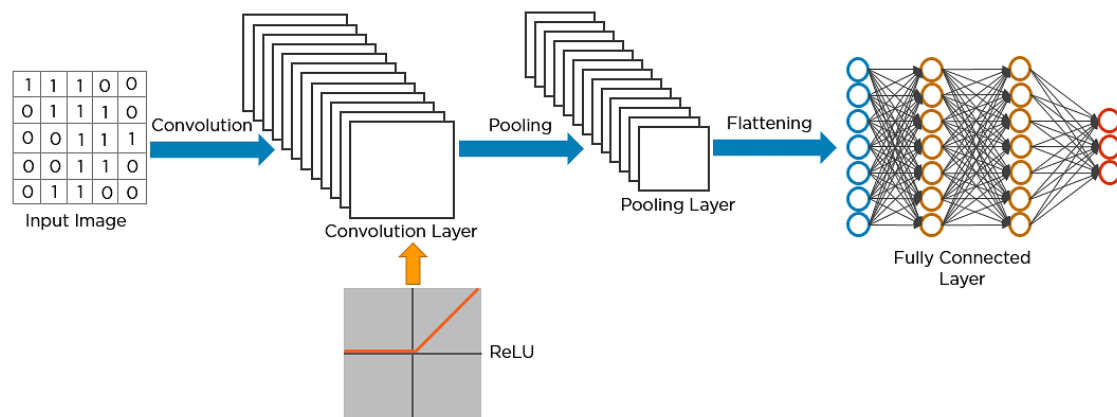 1 1 1 0 0
0 1 1 1 0
0 0 1 1 1
0 0 1 1 0
0 1 1 0 0
Input Image
Convolution
Convolution Layer
ReLU
Pooling
Pooling Layer
Flattening
Fully Connected
Layer